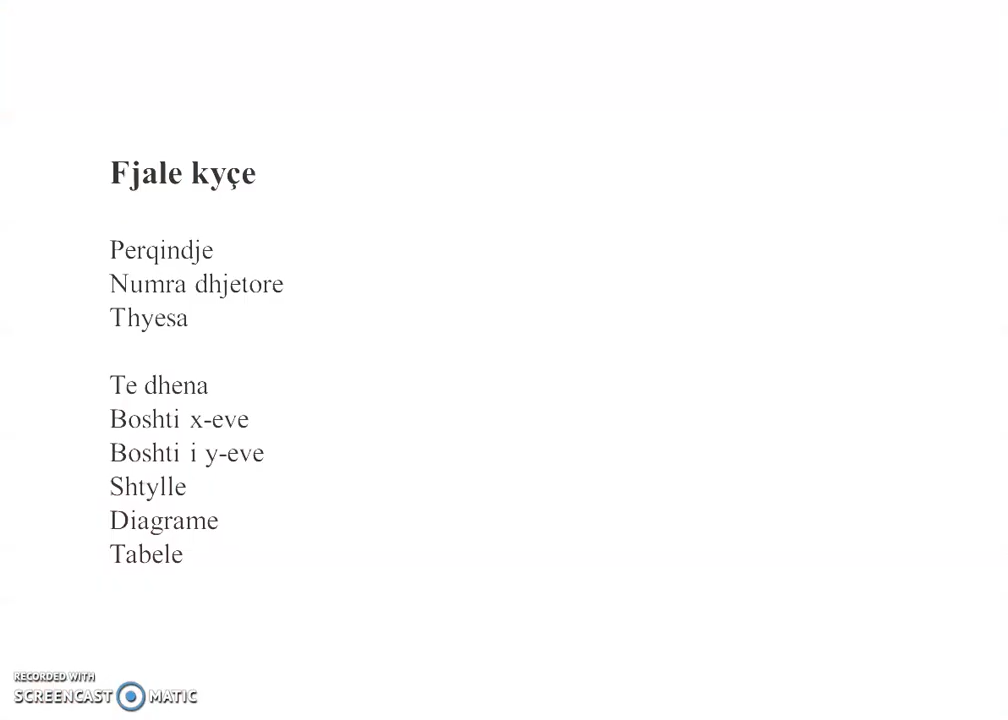 Fjale kyçe
Perqindje
Numra dhjetore
Thyesa
Te dhena
Boshti x-eve
Boshti i y-eve
Shtylle
Diagrame
Tabele
RECORDED WITH
SCREENCAST MATIC